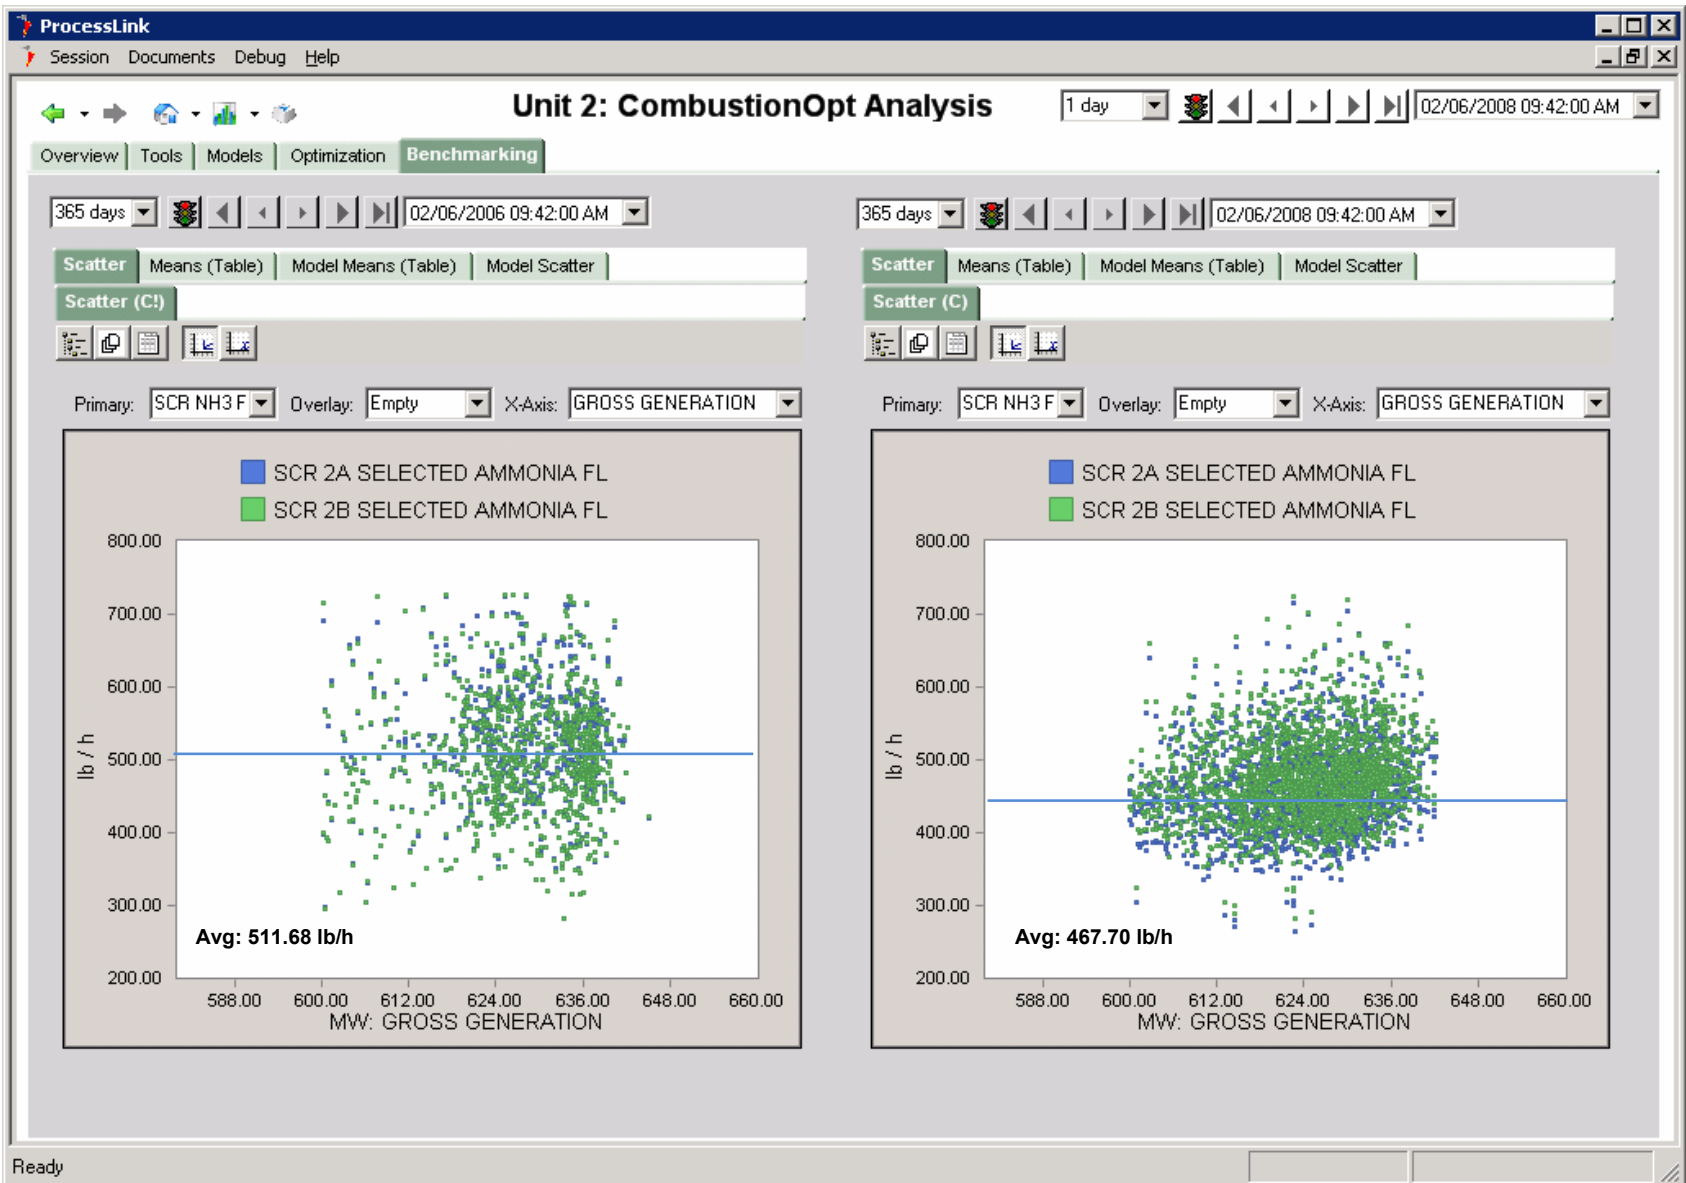 ProcessLink
Session Documents Debug Help
Unit 2: CombustionOpt Analysis
1 day
02/06/2008 09:42:00 AM
Overview Tools Models Optimization Benchmarking
365 days
02/06/2006 09:42:00 AM
Scatter Means (Table) Model Means (Table) Model Scatter
Scatter (C!)
Primary: SCR NH3 F Overlay: Empty X-Axis: GROSS GENERATION
SCR 2A SELECTED AMMONIA FL
SCR 2B SELECTED AMMONIA FL
800.00
700.00
600.00
500.00
400.00
300.00
200.00
lb / h
Avg: 511.68 lb/h
588.00 600.00 612.00 624.00 636.00 648.00 660.00
MW: GROSS GENERATION
365 days
02/06/2008 09:42:00 AM
Scatter Means (Table) Model Means (Table) Model Scatter
Scatter (C)
Primary: SCR NH3 F Overlay: Empty X-Axis: GROSS GENERATION
SCR 2A SELECTED AMMONIA FL
SCR 2B SELECTED AMMONIA FL
800.00
700.00
600.00
500.00
400.00
300.00
200.00
lb / h
Avg: 467.70 lb/h
588.00 600.00 612.00 624.00 636.00 648.00 660.00
MW: GROSS GENERATION
Ready